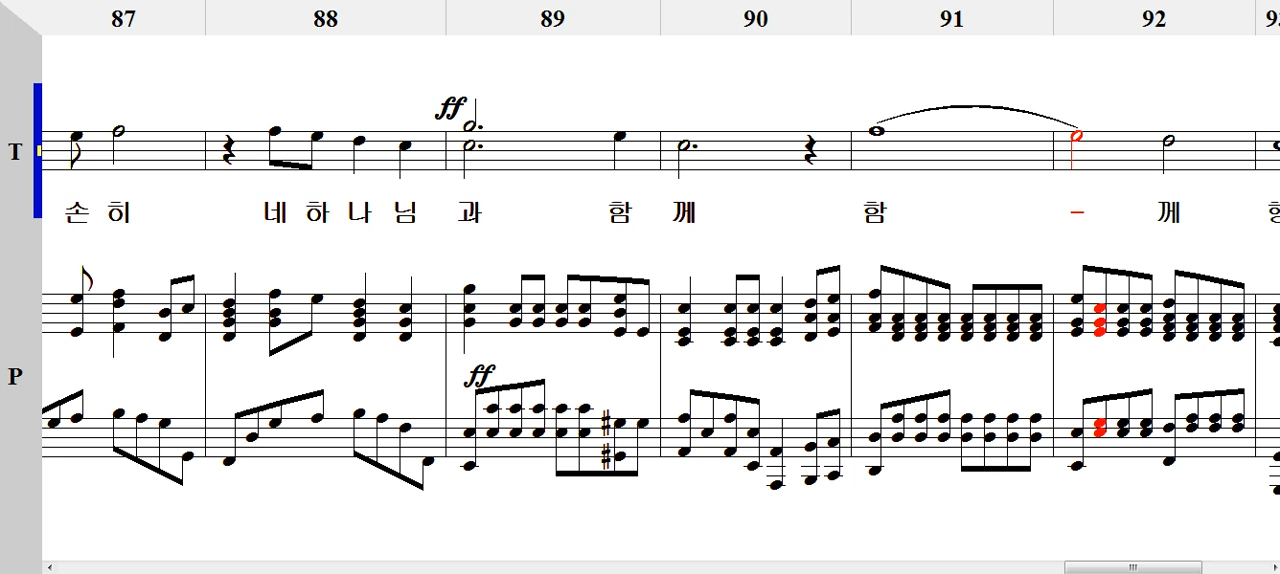 87 88 89 90 91 92
ff
T
손 히 네 하 나 님 과 함 께 함 – 께
P
ff